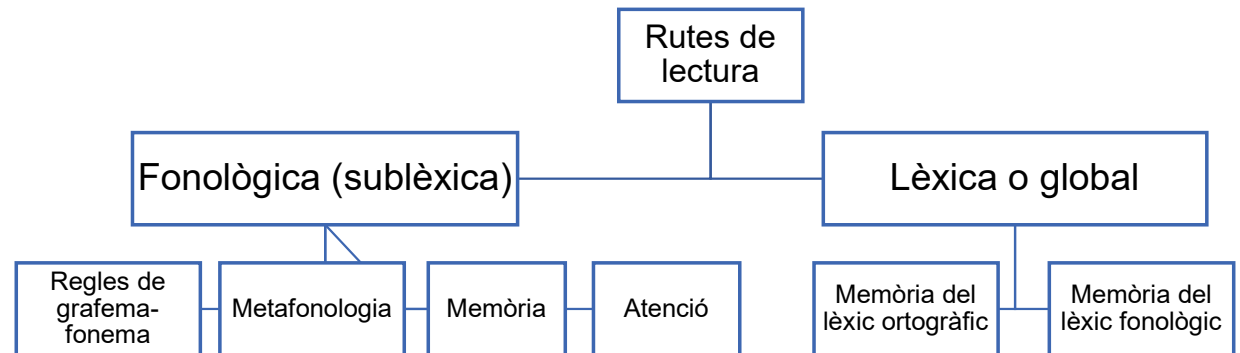 Rutes de
lectura
Fonològica (sublèxica)
Lèxica o global
Regles de
grafema-
fonema
Metafonologia
Memòria
Atenció
Memòria del
lèxic ortogràfic
Memòria del
lèxic fonològic